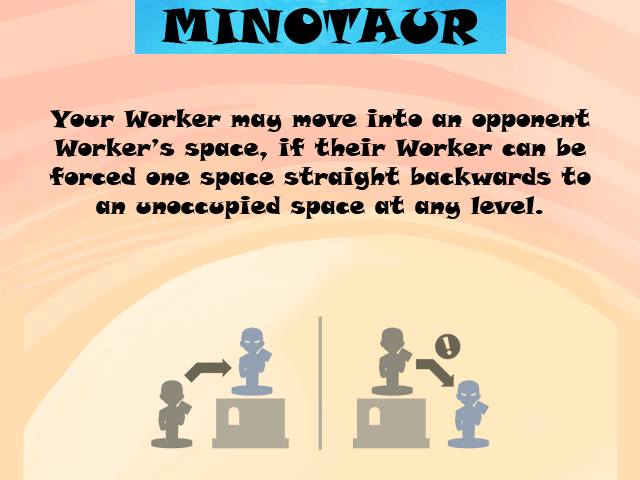 MINOTAUR
Your Worker may move into an opponent
Worker's space, if their Worker can be
forced one space straight backwards to
an unoccupied space at any level.
!